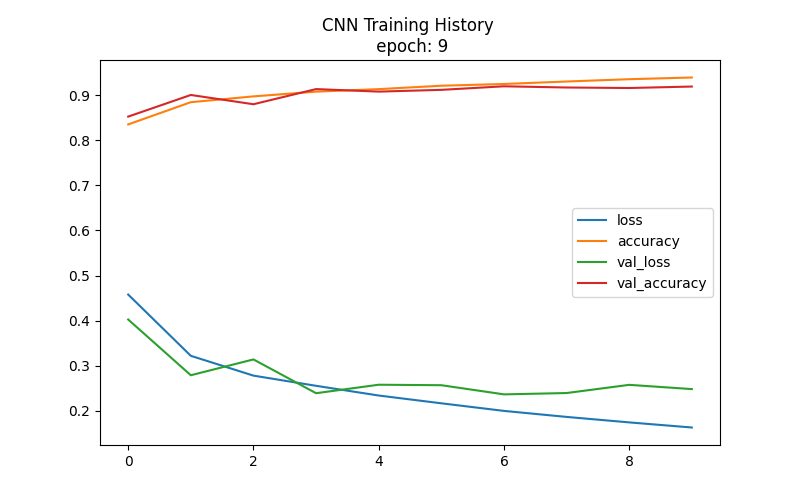 CNN Training History
epoch: 9
0.9
0.8
0.7
0.6
0.5
0.4
0.3
0.2
loss
accuracy
val_loss
val_accuracy
0 2 4 6 8